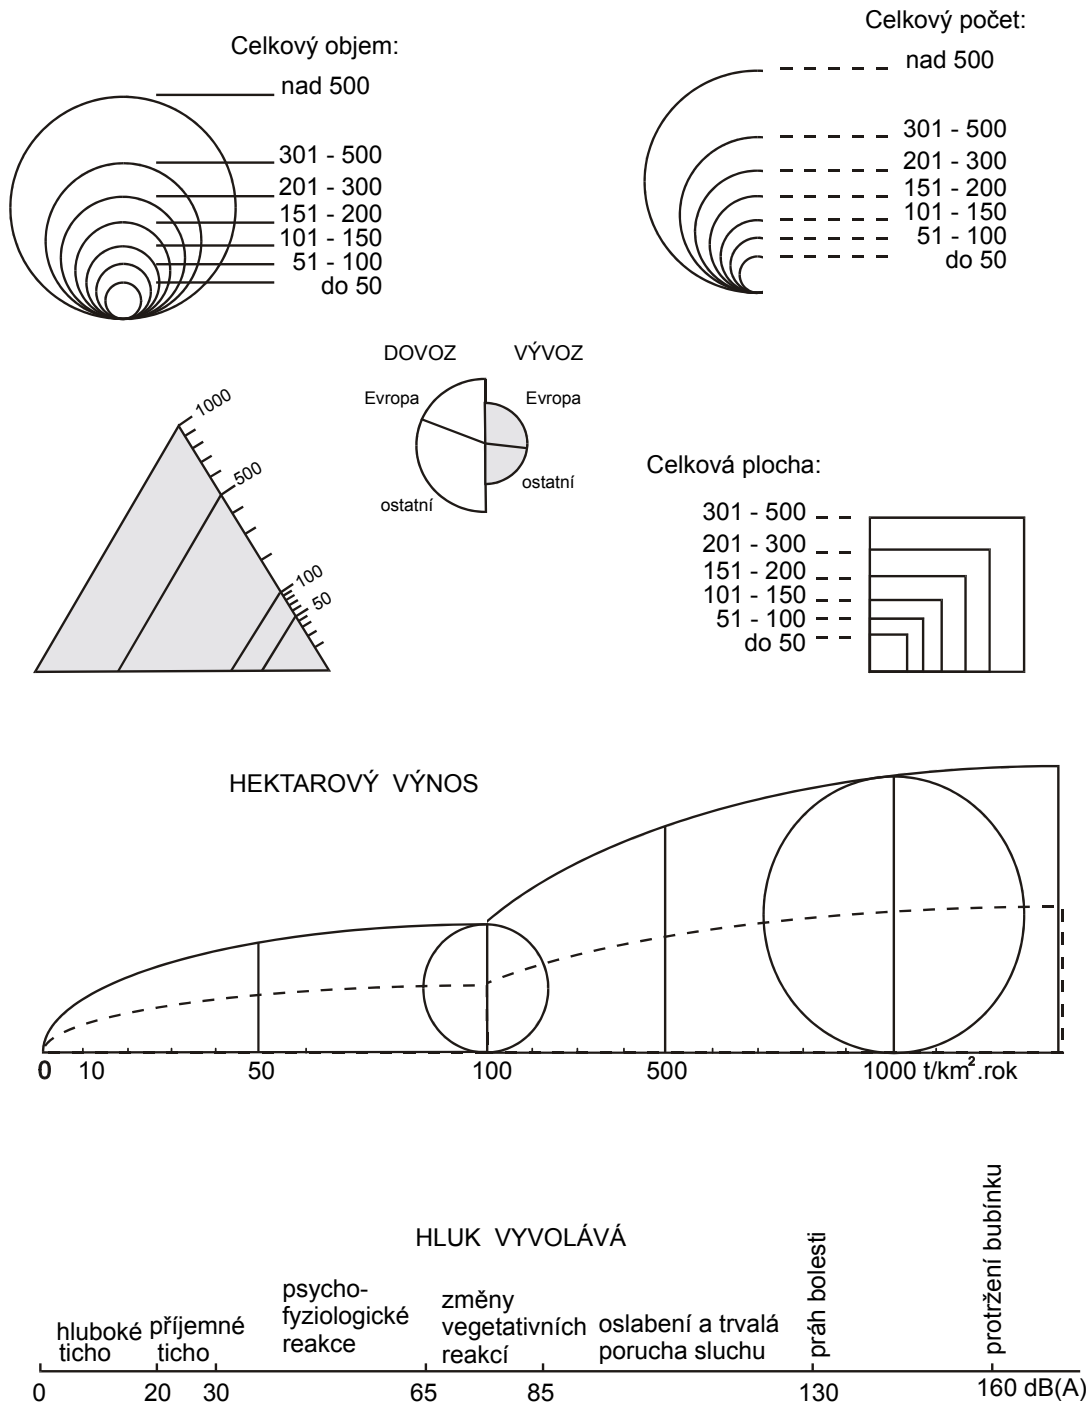 Celkový objem:
nad 500
301 - 500
201 - 300
151 - 200
101 - 150
51 - 100
do 50
Celkový počet:
nad 500
301 - 500
201 - 300
151 - 200
101 - 150
51 - 100
do 50
DOVOZ VÝVOZ
Evropa Evropa
ostatní ostatní
1000
500
100
50
Celková plocha:
301 - 500
201 - 300
151 - 200
101 - 150
51 - 100
do 50
HEKTAROVÝ VÝNOS
0 10 50 100 500 1000 t/km².rok
HLUK VYVOLÁVÁ
hluboké
ticho
příjemné
ticho
psycho-
fyziologické
reakce
změny
vegetativních
reakcí
oslabení a trvalá
porucha sluchu
práh bolesti
protržení bubínku
0 20 30 65 85 130 160 dB(A)